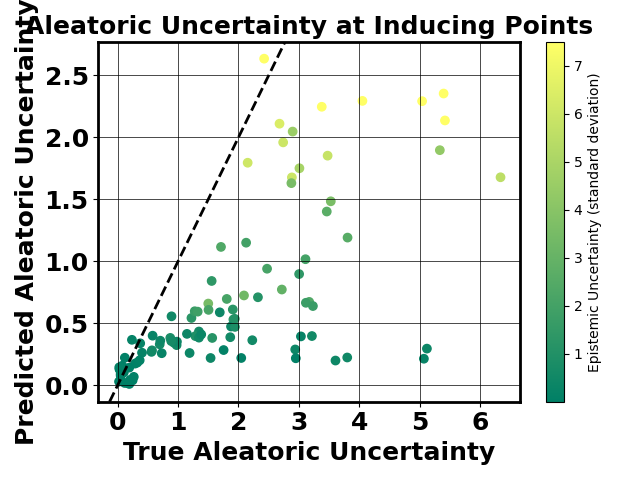 Aleatoric Uncertainty at Inducing Points
Predicted Aleatoric Uncertainty
2.5
2.0
1.5
1.0
0.5
0.0
0 1 2 3 4 5 6
True Aleatoric Uncertainty
7
6
5
4
3
2
1
Epistemic Uncertainty (standard deviation)